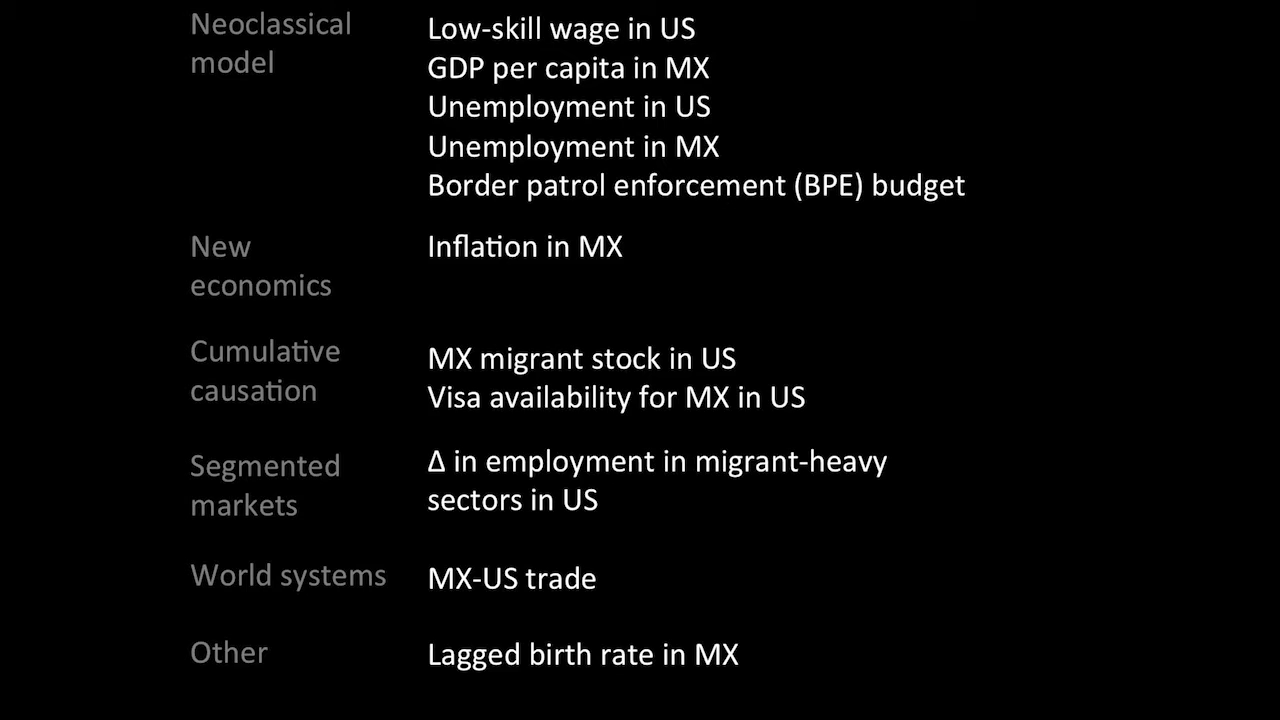 Neoclassical
model
Low-skill wage in US
GDP per capita in MX
Unemployment in US
Unemployment in MX
Border patrol enforcement (BPE) budget
New
economics
Inflation in MX
Cumulative
causation
MX migrant stock in US
Visa availability for MX in US
Segmented
markets
Δ in employment in migrant-heavy
sectors in US
World systems
MX-US trade
Other
Lagged birth rate in MX